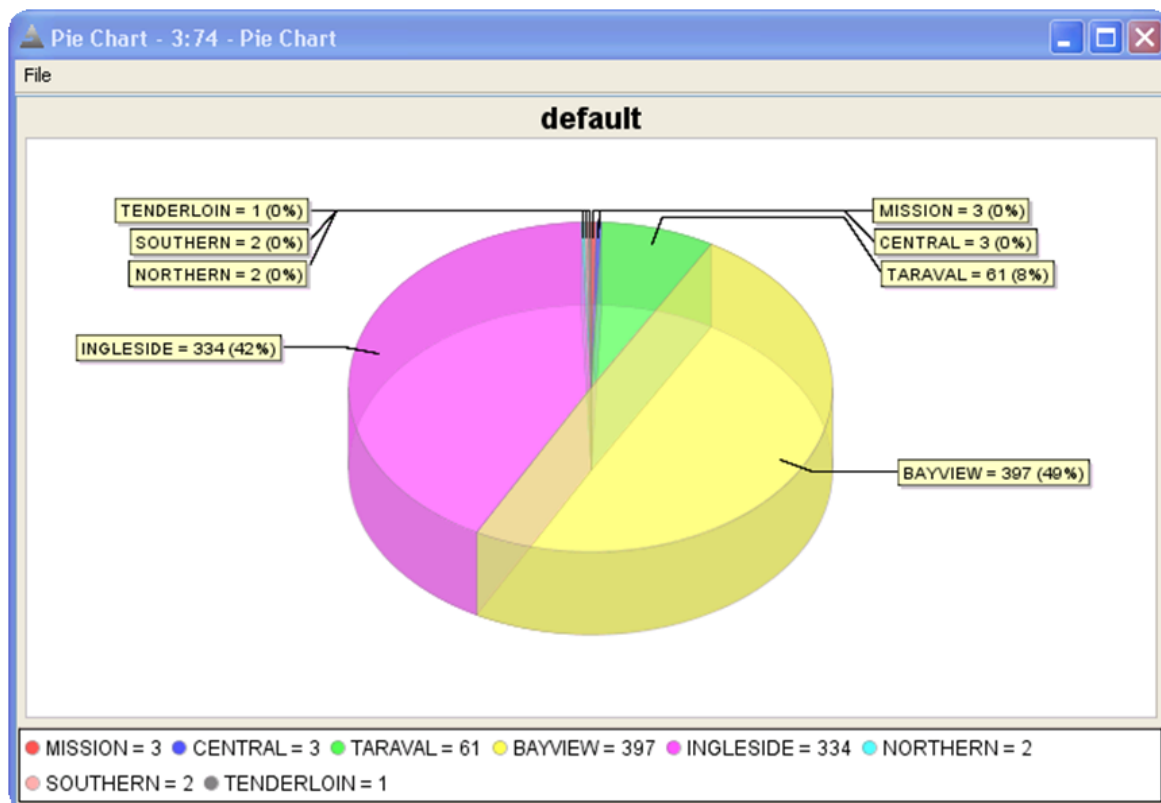 Pie Chart - 3:74 - Pie Chart
File
default
TENDERLOIN = 1 (0%)
SOUTHERN = 2 (0%)
NORTHERN = 2 (0%)
MISSION = 3 (0%)
CENTRAL = 3 (0%)
TARAVAL = 61 (8%)
INGLESIDE = 334 (42%)
BAYVIEW = 397 (49%)
MISSION = 3 CENTRAL = 3 TARAVAL = 61 BAYVIEW = 397 INGLESIDE = 334 NORTHERN = 2
SOUTHERN = 2 TENDERLOIN = 1